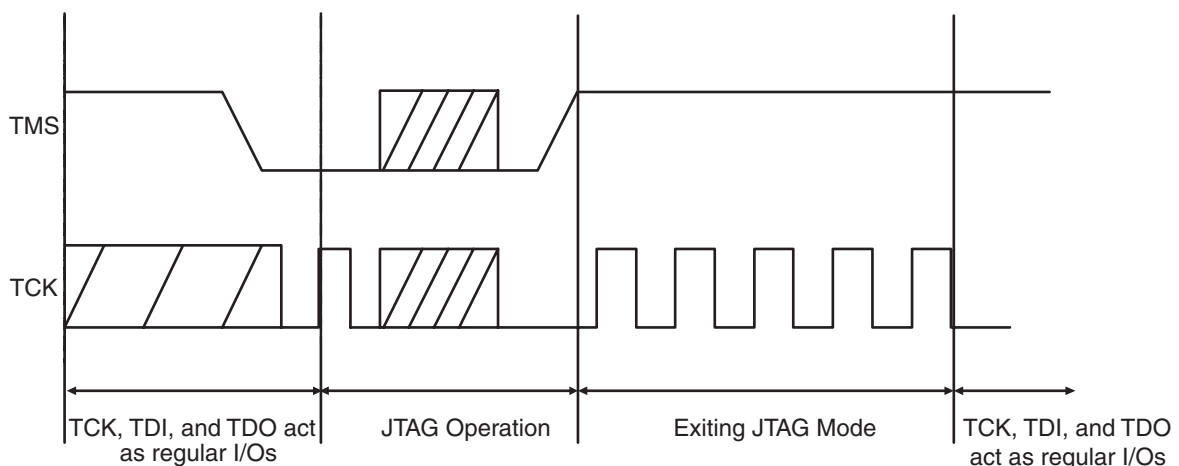 TMS
TCK
TCK, TDI, and TDO act
as regular I/Os
JTAG Operation
Exiting JTAG Mode
TCK, TDI, and TDO
act as regular I/Os